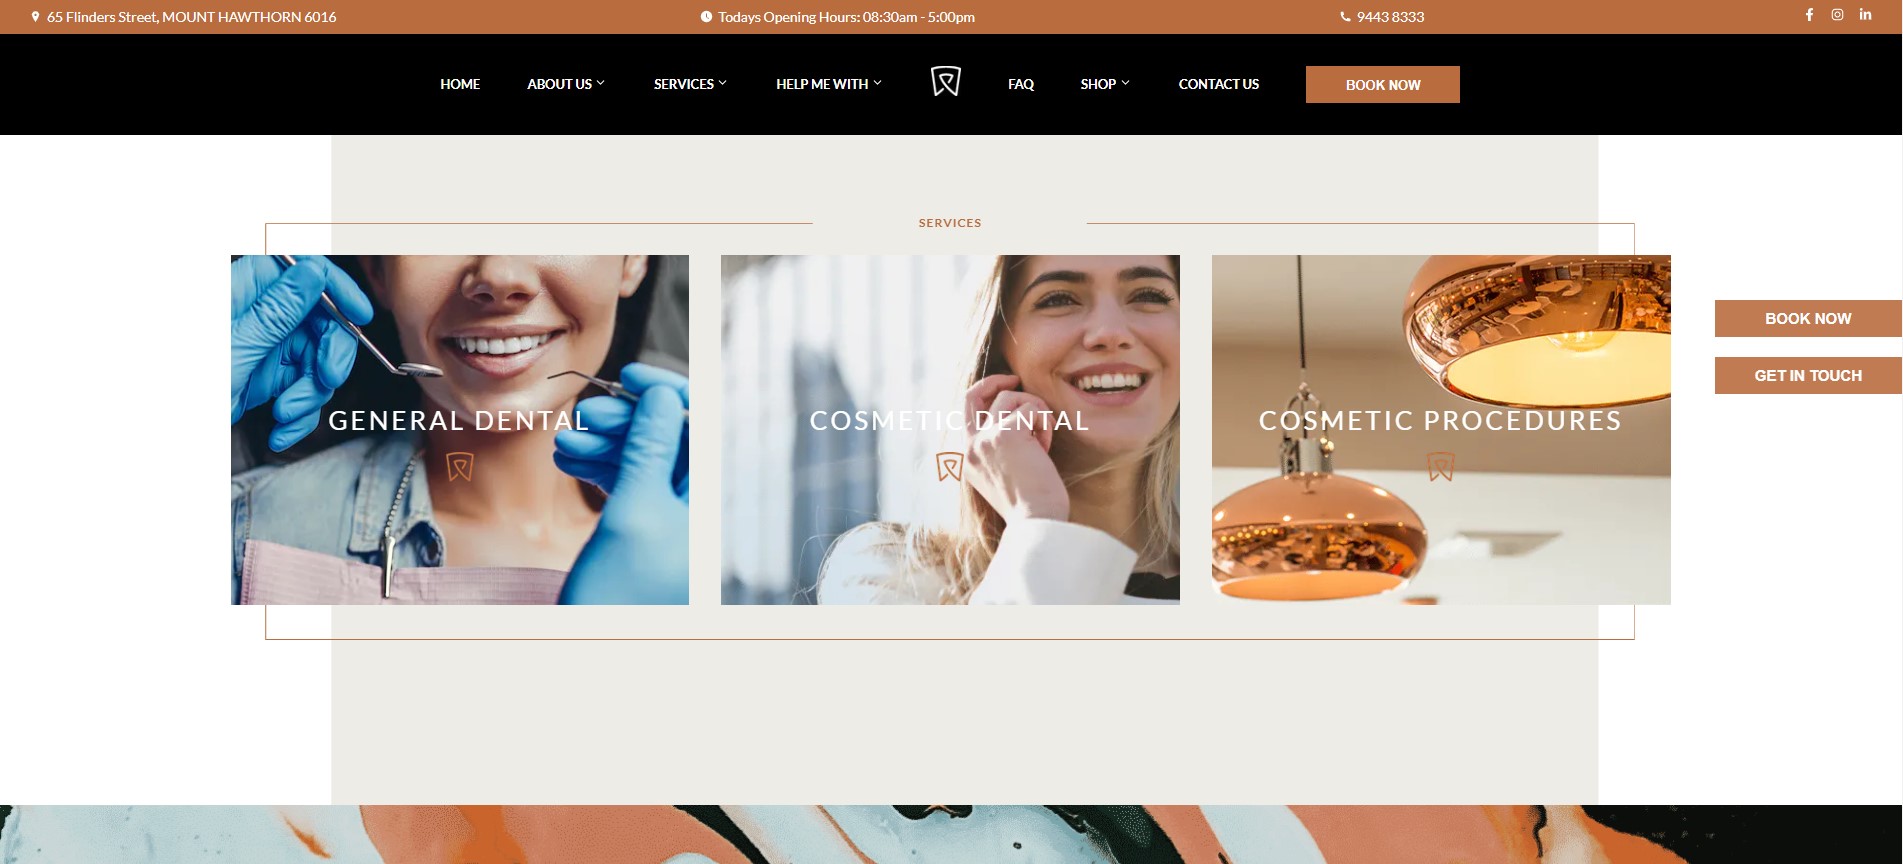 65 Flinders Street, MOUNT HAWTHORN 6016
Todays Opening Hours: 08:30am - 5:00pm
9443 8333
HOME
ABOUT US
SERVICES
HELP ME WITH
FAQ
SHOP
CONTACT US
BOOK NOW
SERVICES
GENERAL DENTAL
COSMETIC DENTAL
COSMETIC PROCEDURES
BOOK NOW
GET IN TOUCH